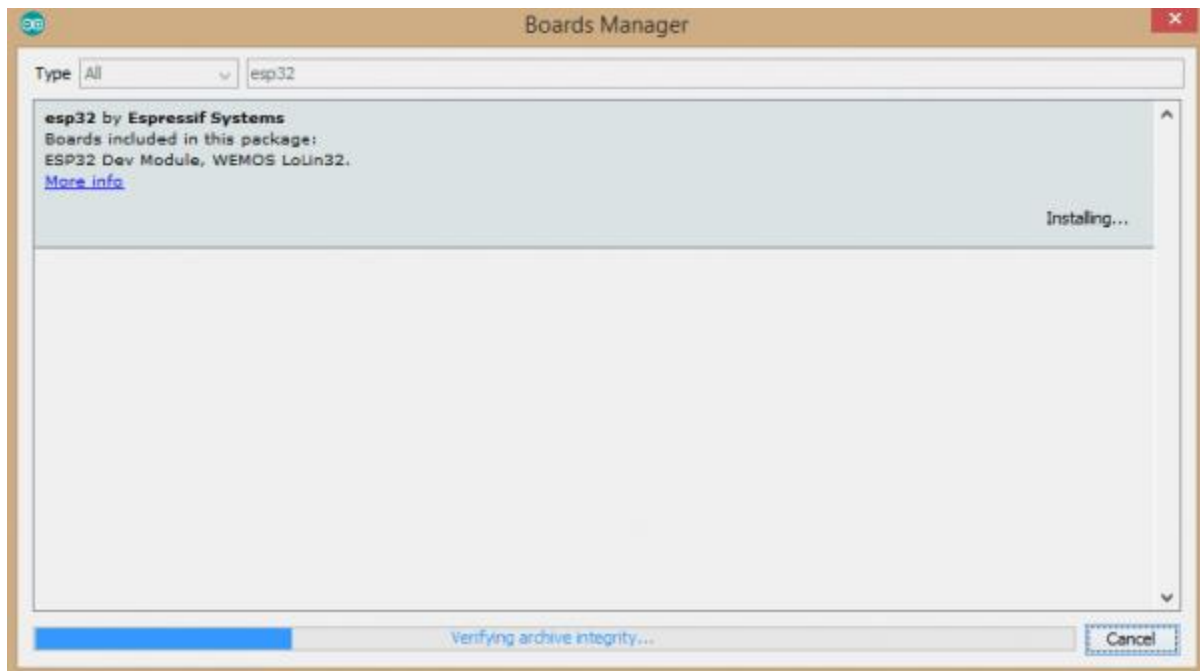 Boards Manager
Type All esp32
esp32 by Espressif Systems
Boards included in this package:
ESP32 Dev Module, WEMOS LoLin32.
More info
Installing...
Verifying archive integrity...
Cancel